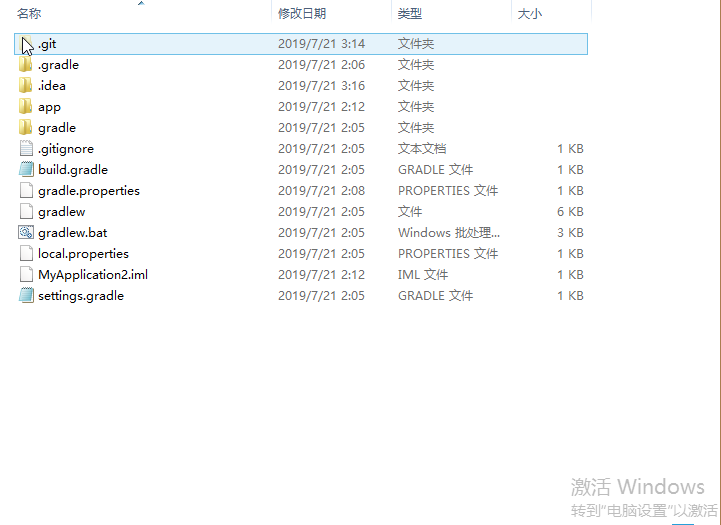 名称 修改日期 类型 大小
.git 2019/7/21 3:14 文件夹
.gradle 2019/7/21 2:06 文件夹
.idea 2019/7/21 3:16 文件夹
app 2019/7/21 2:12 文件夹
gradle 2019/7/21 2:05 文件夹
.gitignore 2019/7/21 2:05 文本文档 1 KB
build.gradle 2019/7/21 2:05 GRADLE 文件 1 KB
gradle.properties 2019/7/21 2:08 PROPERTIES 文件 1 KB
gradlew 2019/7/21 2:05 文件 6 KB
gradlew.bat 2019/7/21 2:05 Windows 批处理... 3 KB
local.properties 2019/7/21 2:05 PROPERTIES 文件 1 KB
MyApplication2.iml 2019/7/21 2:12 IML 文件 1 KB
settings.gradle 2019/7/21 2:05 GRADLE 文件 1 KB
激活 Windows
转到"电脑设置"以激活